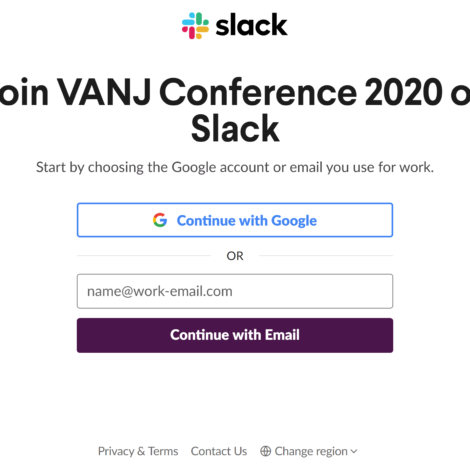 slack
oin VANJ Conference 2020 o
Slack
Start by choosing the Google account or email you use for work.
Continue with Google
OR
name@work-email.com
Continue with Email
Privacy & Terms Contact Us Change region